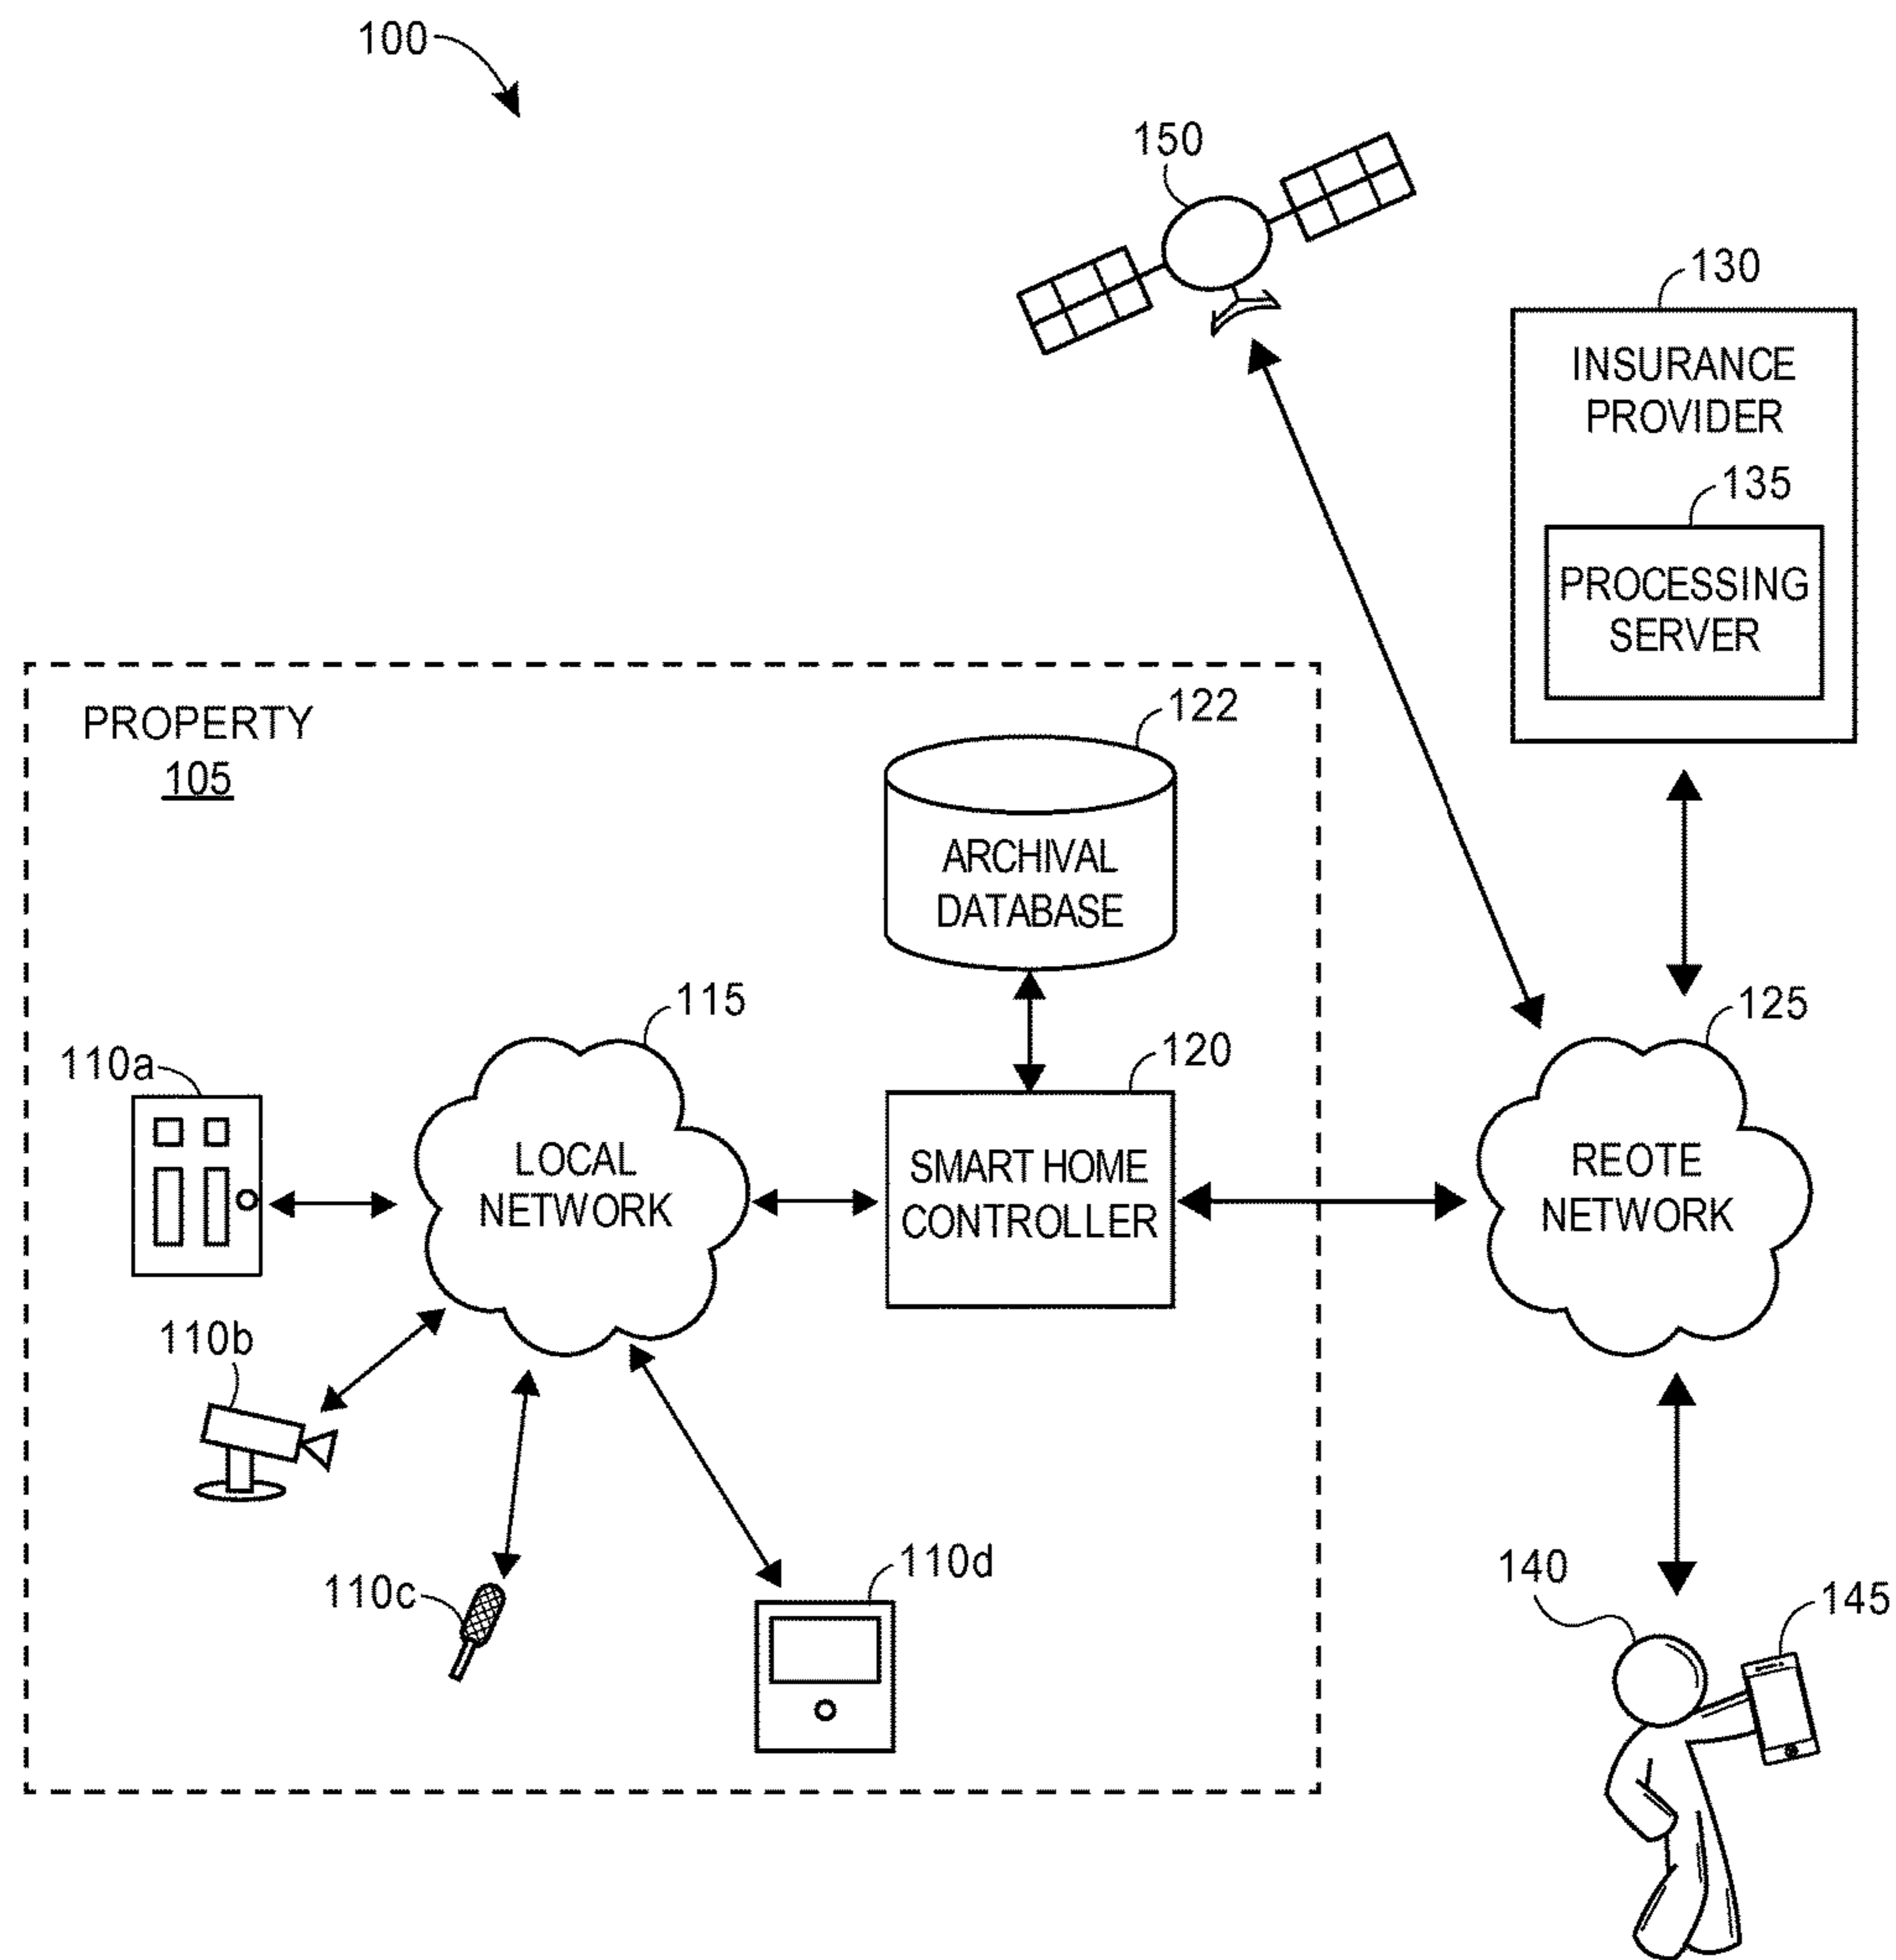 100
150
130
INSURANCE
PROVIDER
135
PROCESSING
SERVER
PROPERTY
105
122
ARCHIVAL
DATABASE
115
LOCAL
NETWORK
120
SMART HOME
CONTROLLER
125
REOTE
NETWORK
110a
110b
110c
110d
140
145